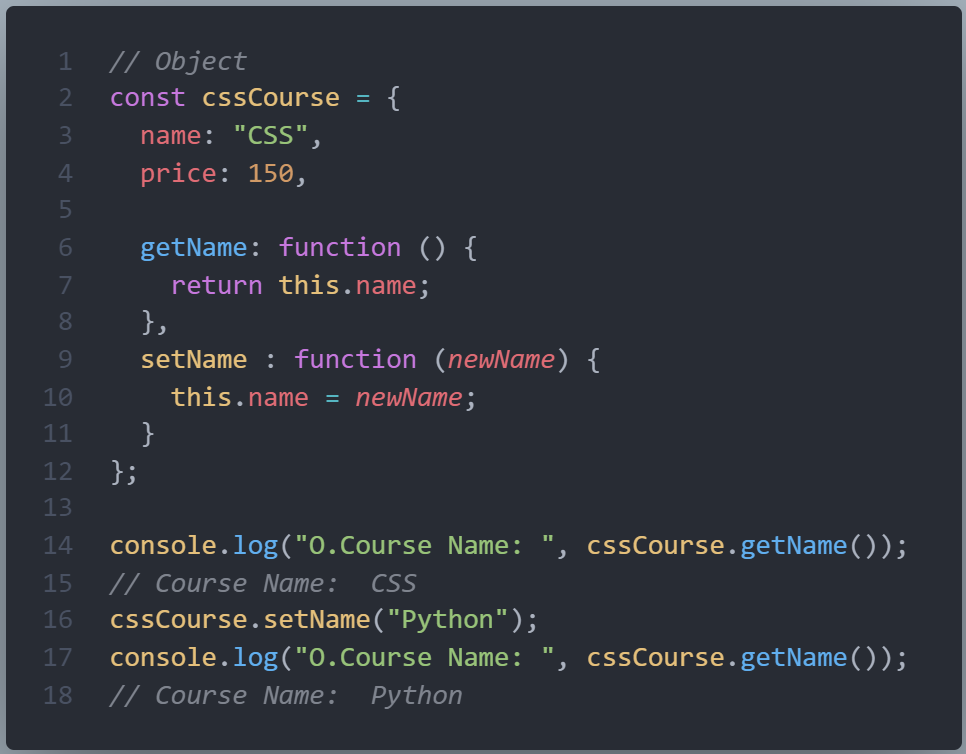 1 // Object
2 const cssCourse = {
3   name: "CSS",
4   price: 150,
5
6   getName: function () {
7     return this.name;
8   },
9   setName : function (newName) {
10     this.name = newName;
11   }
12 };
13
14 console.log("O.Course Name: ", cssCourse.getName());
15 // Course Name:  CSS
16 cssCourse.setName("Python");
17 console.log("O.Course Name: ", cssCourse.getName());
18 // Course Name:  Python